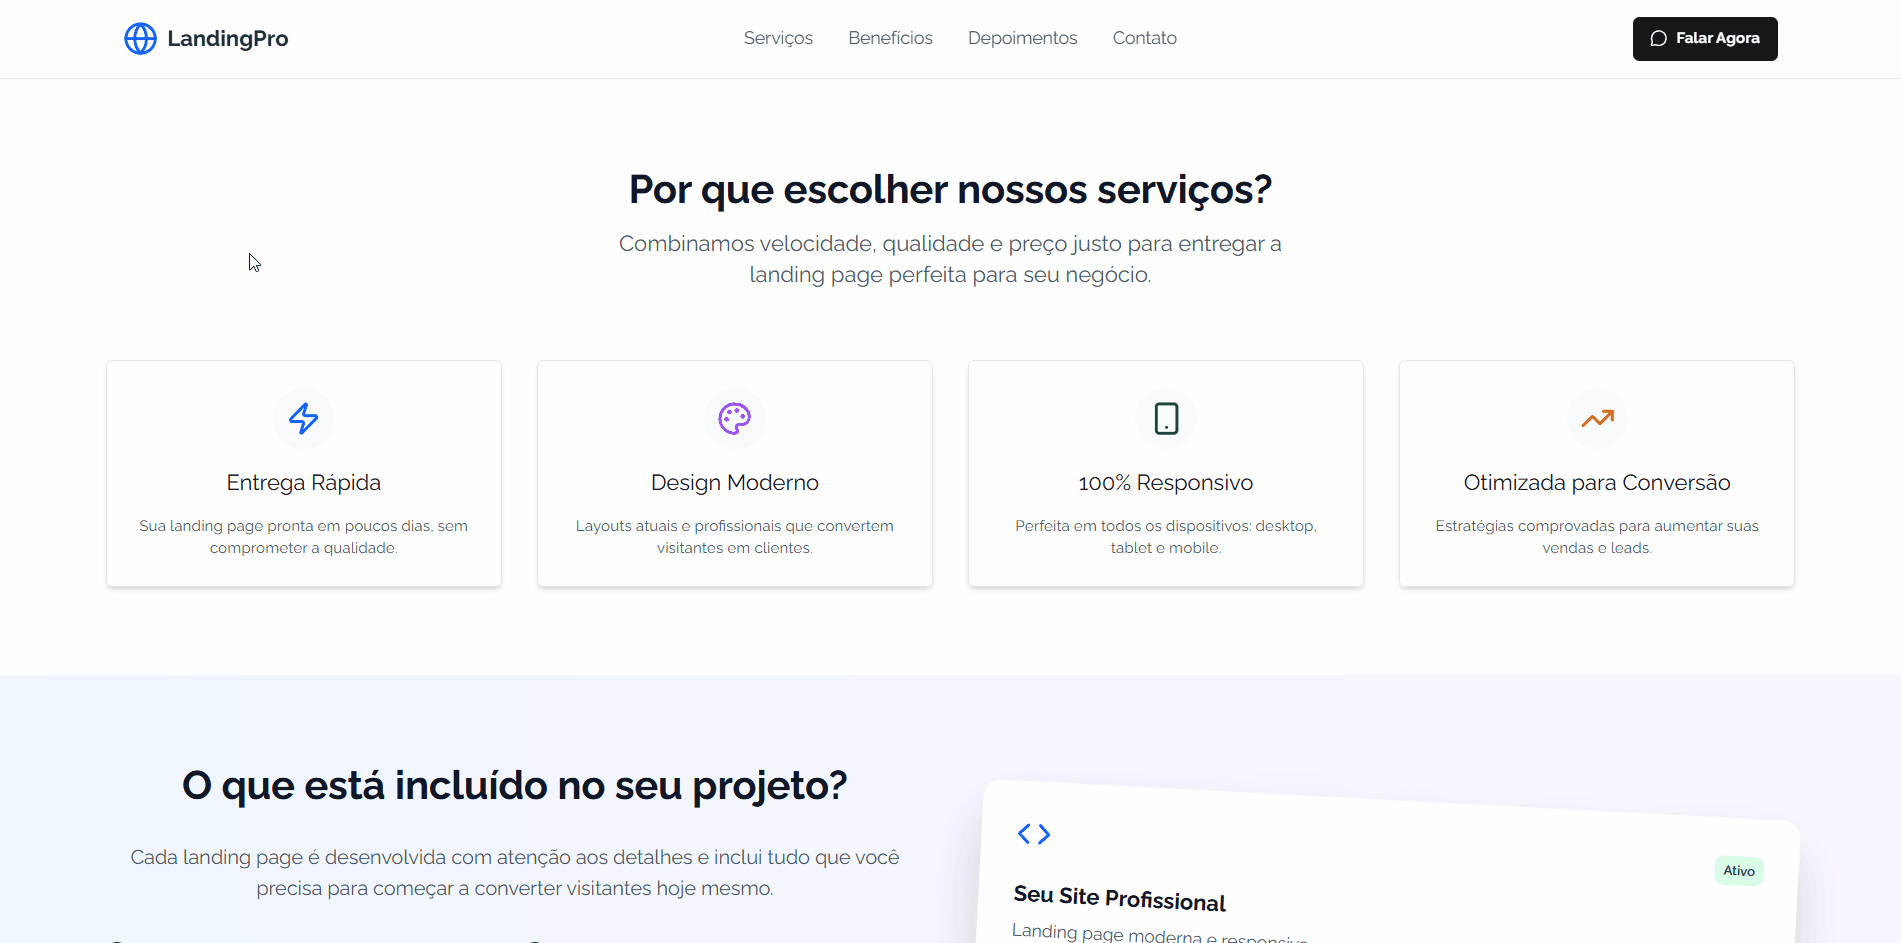 LandingPro
Serviços
Benefícios
Depoimentos
Contato
Falar Agora
Por que escolher nossos serviços?
Combinamos velocidade, qualidade e preço justo para entregar a
landing page perfeita para seu negócio.
Entrega Rápida
Sua landing page pronta em poucos dias, sem
comprometer a qualidade.
Design Moderno
Layouts atuais e profissionais que convertem
visitantes em clientes.
100% Responsivo
Perfeita em todos os dispositivos: desktop,
tablet e mobile.
Otimizada para Conversão
Estratégias comprovadas para aumentar suas
vendas e leads.
O que está incluído no seu projeto?
Cada landing page é desenvolvida com atenção aos detalhes e inclui tudo que você
precisa para começar a converter visitantes hoje mesmo.
Ativo
Seu Site Profissional
Landing page moderna e responsiva